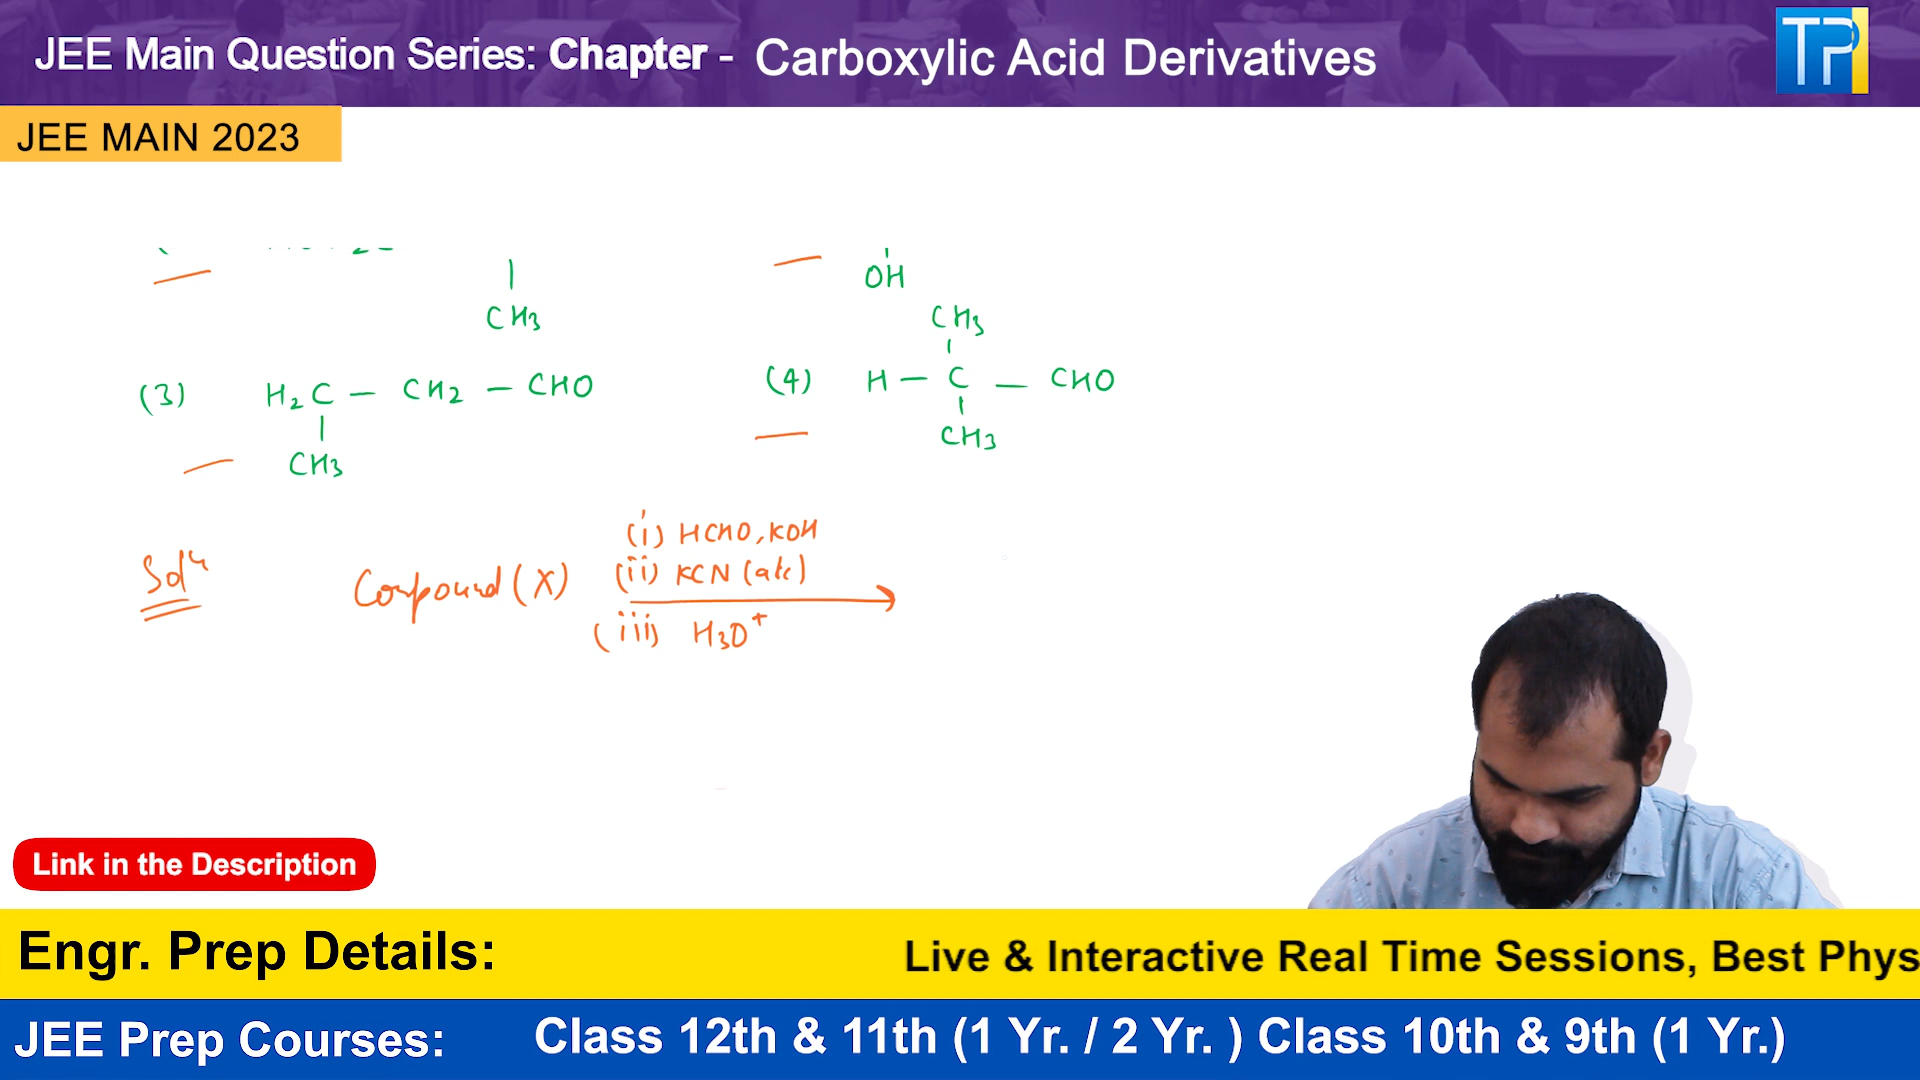 JEE Main Question Series: Chapter - Carboxylic Acid Derivatives
TP
JEE MAIN 2023
CH3
OH
CH3
(3) H2C — CH2 — CHO
CH3
(4) H — C — CHO
CH3
Soln
Compound (X)
(i) HCHO, KOH
(ii) KCN (alc)
(iii) H3O+
Link in the Description
Engr. Prep Details:
Live & Interactive Real Time Sessions, Best Phys
JEE Prep Courses:
Class 12th & 11th (1 Yr. / 2 Yr. ) Class 10th & 9th (1 Yr.)